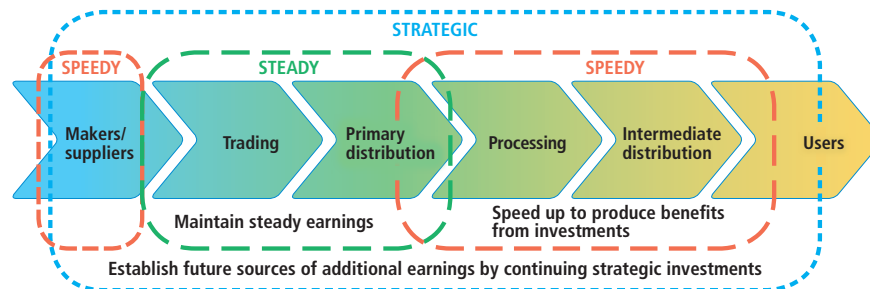 STRATEGIC
SPEEDY
STEADY
SPEEDY
Makers/
suppliers
Trading
Primary
distribution
Processing
Intermediate
distribution
Users
Maintain steady earnings
Speed up to produce benefits
from investments
Establish future sources of additional earnings by continuing strategic investments